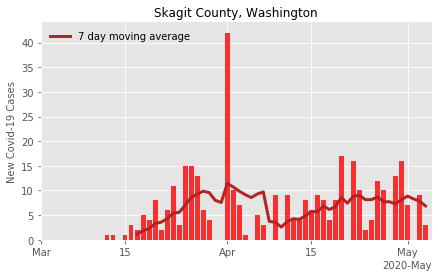 Skagit County, Washington
7 day moving average
New Covid-19 Cases
40
35
30
25
20
15
10
5
0
Mar
15
Apr
15
May
2020-May